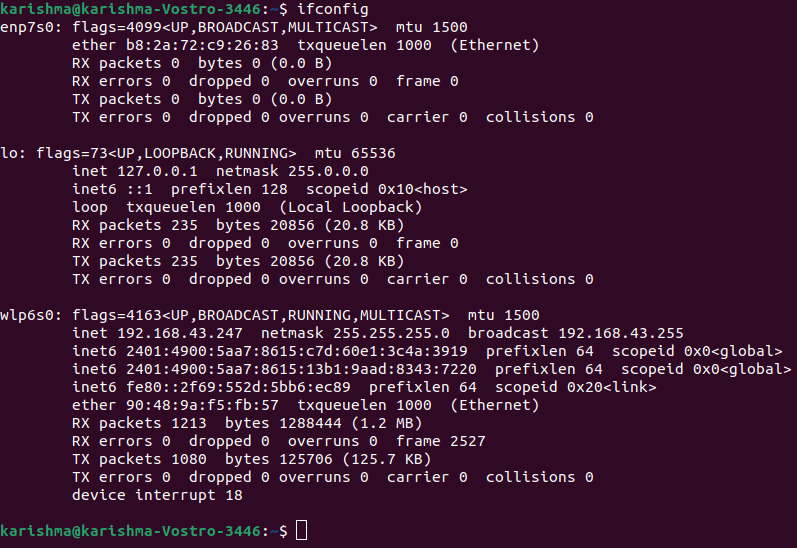 karishma@karishma-Vostro-3446:~$ ifconfig
enp7s0: flags=4099<UP,BROADCAST,MULTICAST>  mtu 1500
        ether b8:2a:72:c9:26:83  txqueuelen 1000  (Ethernet)
        RX packets 0  bytes 0 (0.0 B)
        RX errors 0  dropped 0  overruns 0  frame 0
        TX packets 0  bytes 0 (0.0 B)
        TX errors 0  dropped 0 overruns 0  carrier 0  collisions 0
lo: flags=73<UP,LOOPBACK,RUNNING>  mtu 65536
        inet 127.0.0.1  netmask 255.0.0.0
        inet6 ::1  prefixlen 128  scopeid 0x10<host>
        loop  txqueuelen 1000  (Local Loopback)
        RX packets 235  bytes 20856 (20.8 KB)
        RX errors 0  dropped 0  overruns 0  frame 0
        TX packets 235  bytes 20856 (20.8 KB)
        TX errors 0  dropped 0 overruns 0  carrier 0  collisions 0
wlp6s0: flags=4163<UP,BROADCAST,RUNNING,MULTICAST>  mtu 1500
        inet 192.168.43.247  netmask 255.255.255.0  broadcast 192.168.43.255
        inet6 2401:4900:5aa7:8615:c7d:60e1:3c4a:3919  prefixlen 64  scopeid 0x0<global>
        inet6 2401:4900:5aa7:8615:13b1:9aad:8343:7220  prefixlen 64  scopeid 0x0<global>
        inet6 fe80::2f69:552d:5bb6:ec89  prefixlen 64  scopeid 0x20<link>
        ether 90:48:9a:f5:fb:57  txqueuelen 1000  (Ethernet)
        RX packets 1213  bytes 1288444 (1.2 MB)
        RX errors 0  dropped 0  overruns 0  frame 2527
        TX packets 1080  bytes 125706 (125.7 KB)
        TX errors 0  dropped 0 overruns 0  carrier 0  collisions 0
        device interrupt 18
karishma@karishma-Vostro-3446:~$